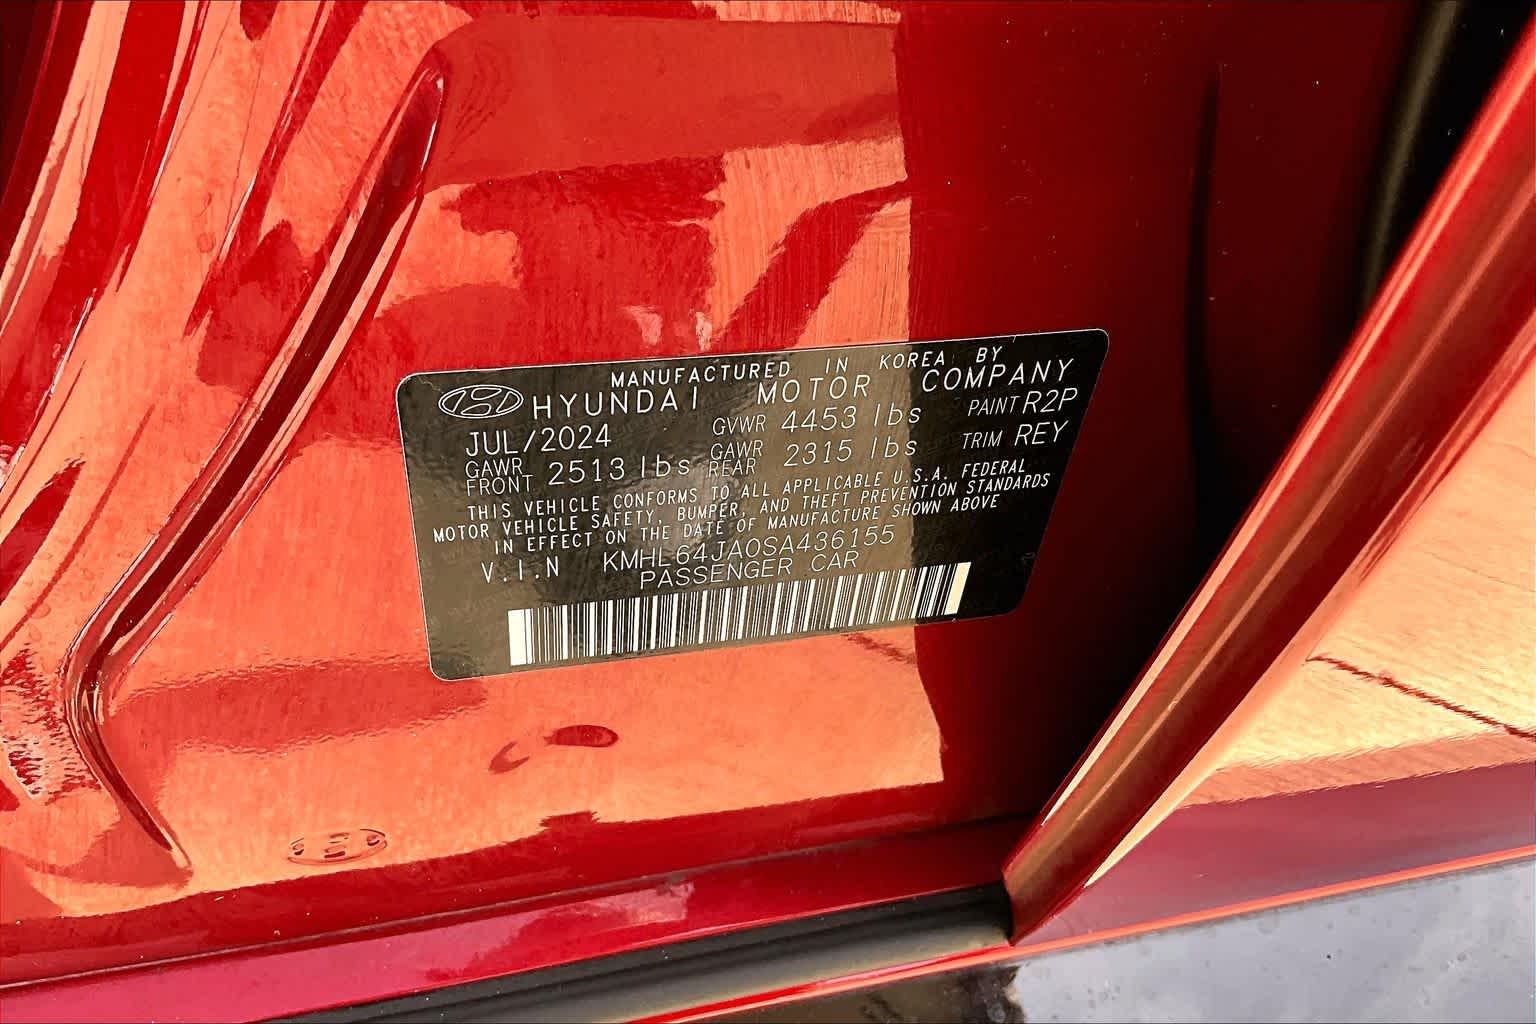 MANUFACTURED IN KOREA BY
HYUNDAI MOTOR COMPANY
JUL/2024 GVWR 4453 lbs PAINT R2P
GAWR FRONT 2513 lbs GAWR REAR 2315 lbs TRIM REY
THIS VEHICLE CONFORMS TO ALL APPLICABLE U.S.A. FEDERAL
MOTOR VEHICLE SAFETY, BUMPER, AND THEFT PREVENTION STANDARDS
IN EFFECT ON THE DATE OF MANUFACTURE SHOWN ABOVE
V.I.N KMHL64JA0SA436155
PASSENGER CAR